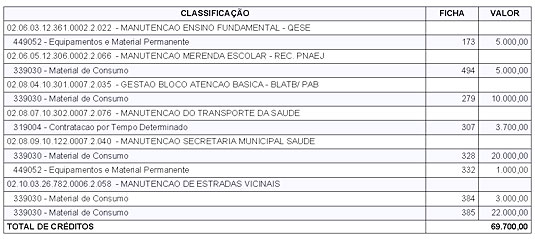 CLASSIFICAÇÃO FICHA VALOR
02.06.03.12.361.0002.2.022 - MANUTENCAO ENSINO FUNDAMENTAL - QESE
449052 - Equipamentos e Material Permanente 173 5.000,00
02.06.05.12.306.0002.2.066 - MANUTENCAO MERENDA ESCOLAR - REC. PNAEJ
339030 - Material de Consumo 494 5.000,00
02.08.04.10.301.0007.2.035 - GESTAO BLOCO ATENCAO BASICA - BLATB/ PAB
339030 - Material de Consumo 279 10.000,00
02.08.07.10.302.0007.2.076 - MANUTENCAO DO TRANSPORTE DA SAUDE
319004 - Contratacao por Tempo Determinado 307 3.700,00
02.08.09.10.122.0007.2.040 - MANUTENCAO SECRETARIA MUNICIPAL SAUDE
339030 - Material de Consumo 328 20.000,00
449052 - Equipamentos e Material Permanente 332 1.000,00
02.10.03.26.782.0006.2.058 - MANUTENCAO DE ESTRADAS VICINAIS
339030 - Material de Consumo 384 3.000,00
339030 - Material de Consumo 385 22.000,00
TOTAL DE CRÉDITOS 69.700,00